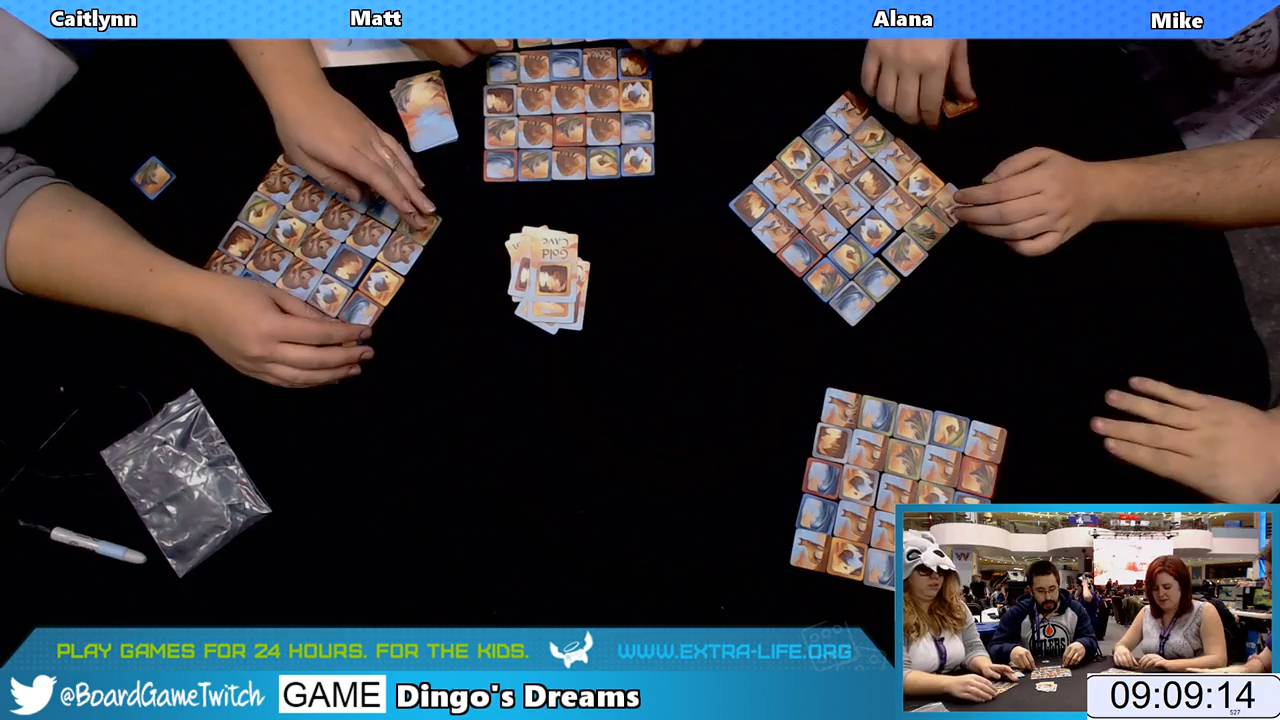 Caitlynn
Matt
Alana
Mike
Gold
Cave
PLAY GAMES FOR 24 HOURS. FOR THE KIDS.
WWW.EXTRA-LIFE.ORG
@BoardGameTwitch
GAME
Dingo's Dreams
09:09:14
527